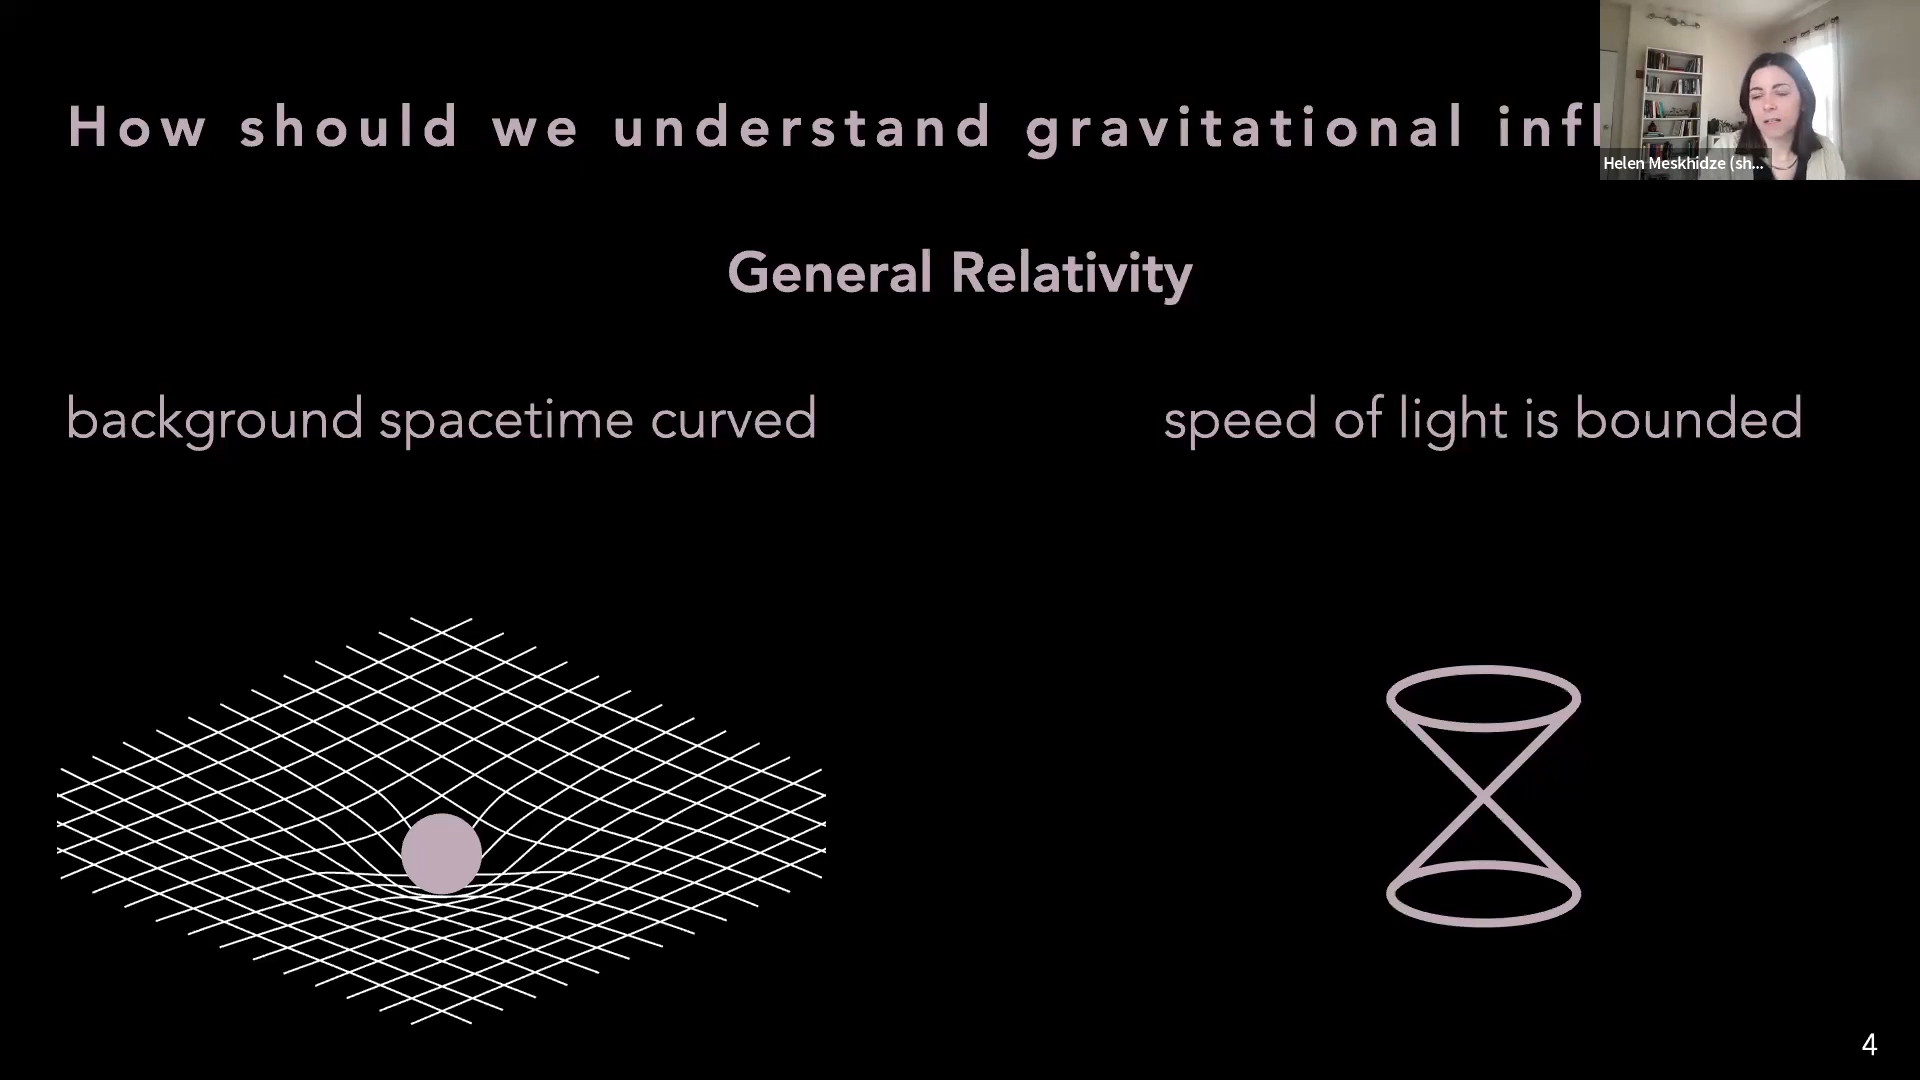 How should we understand gravitational infl
Helen Meskhidze (sh...
General Relativity
background spacetime curved
speed of light is bounded
4